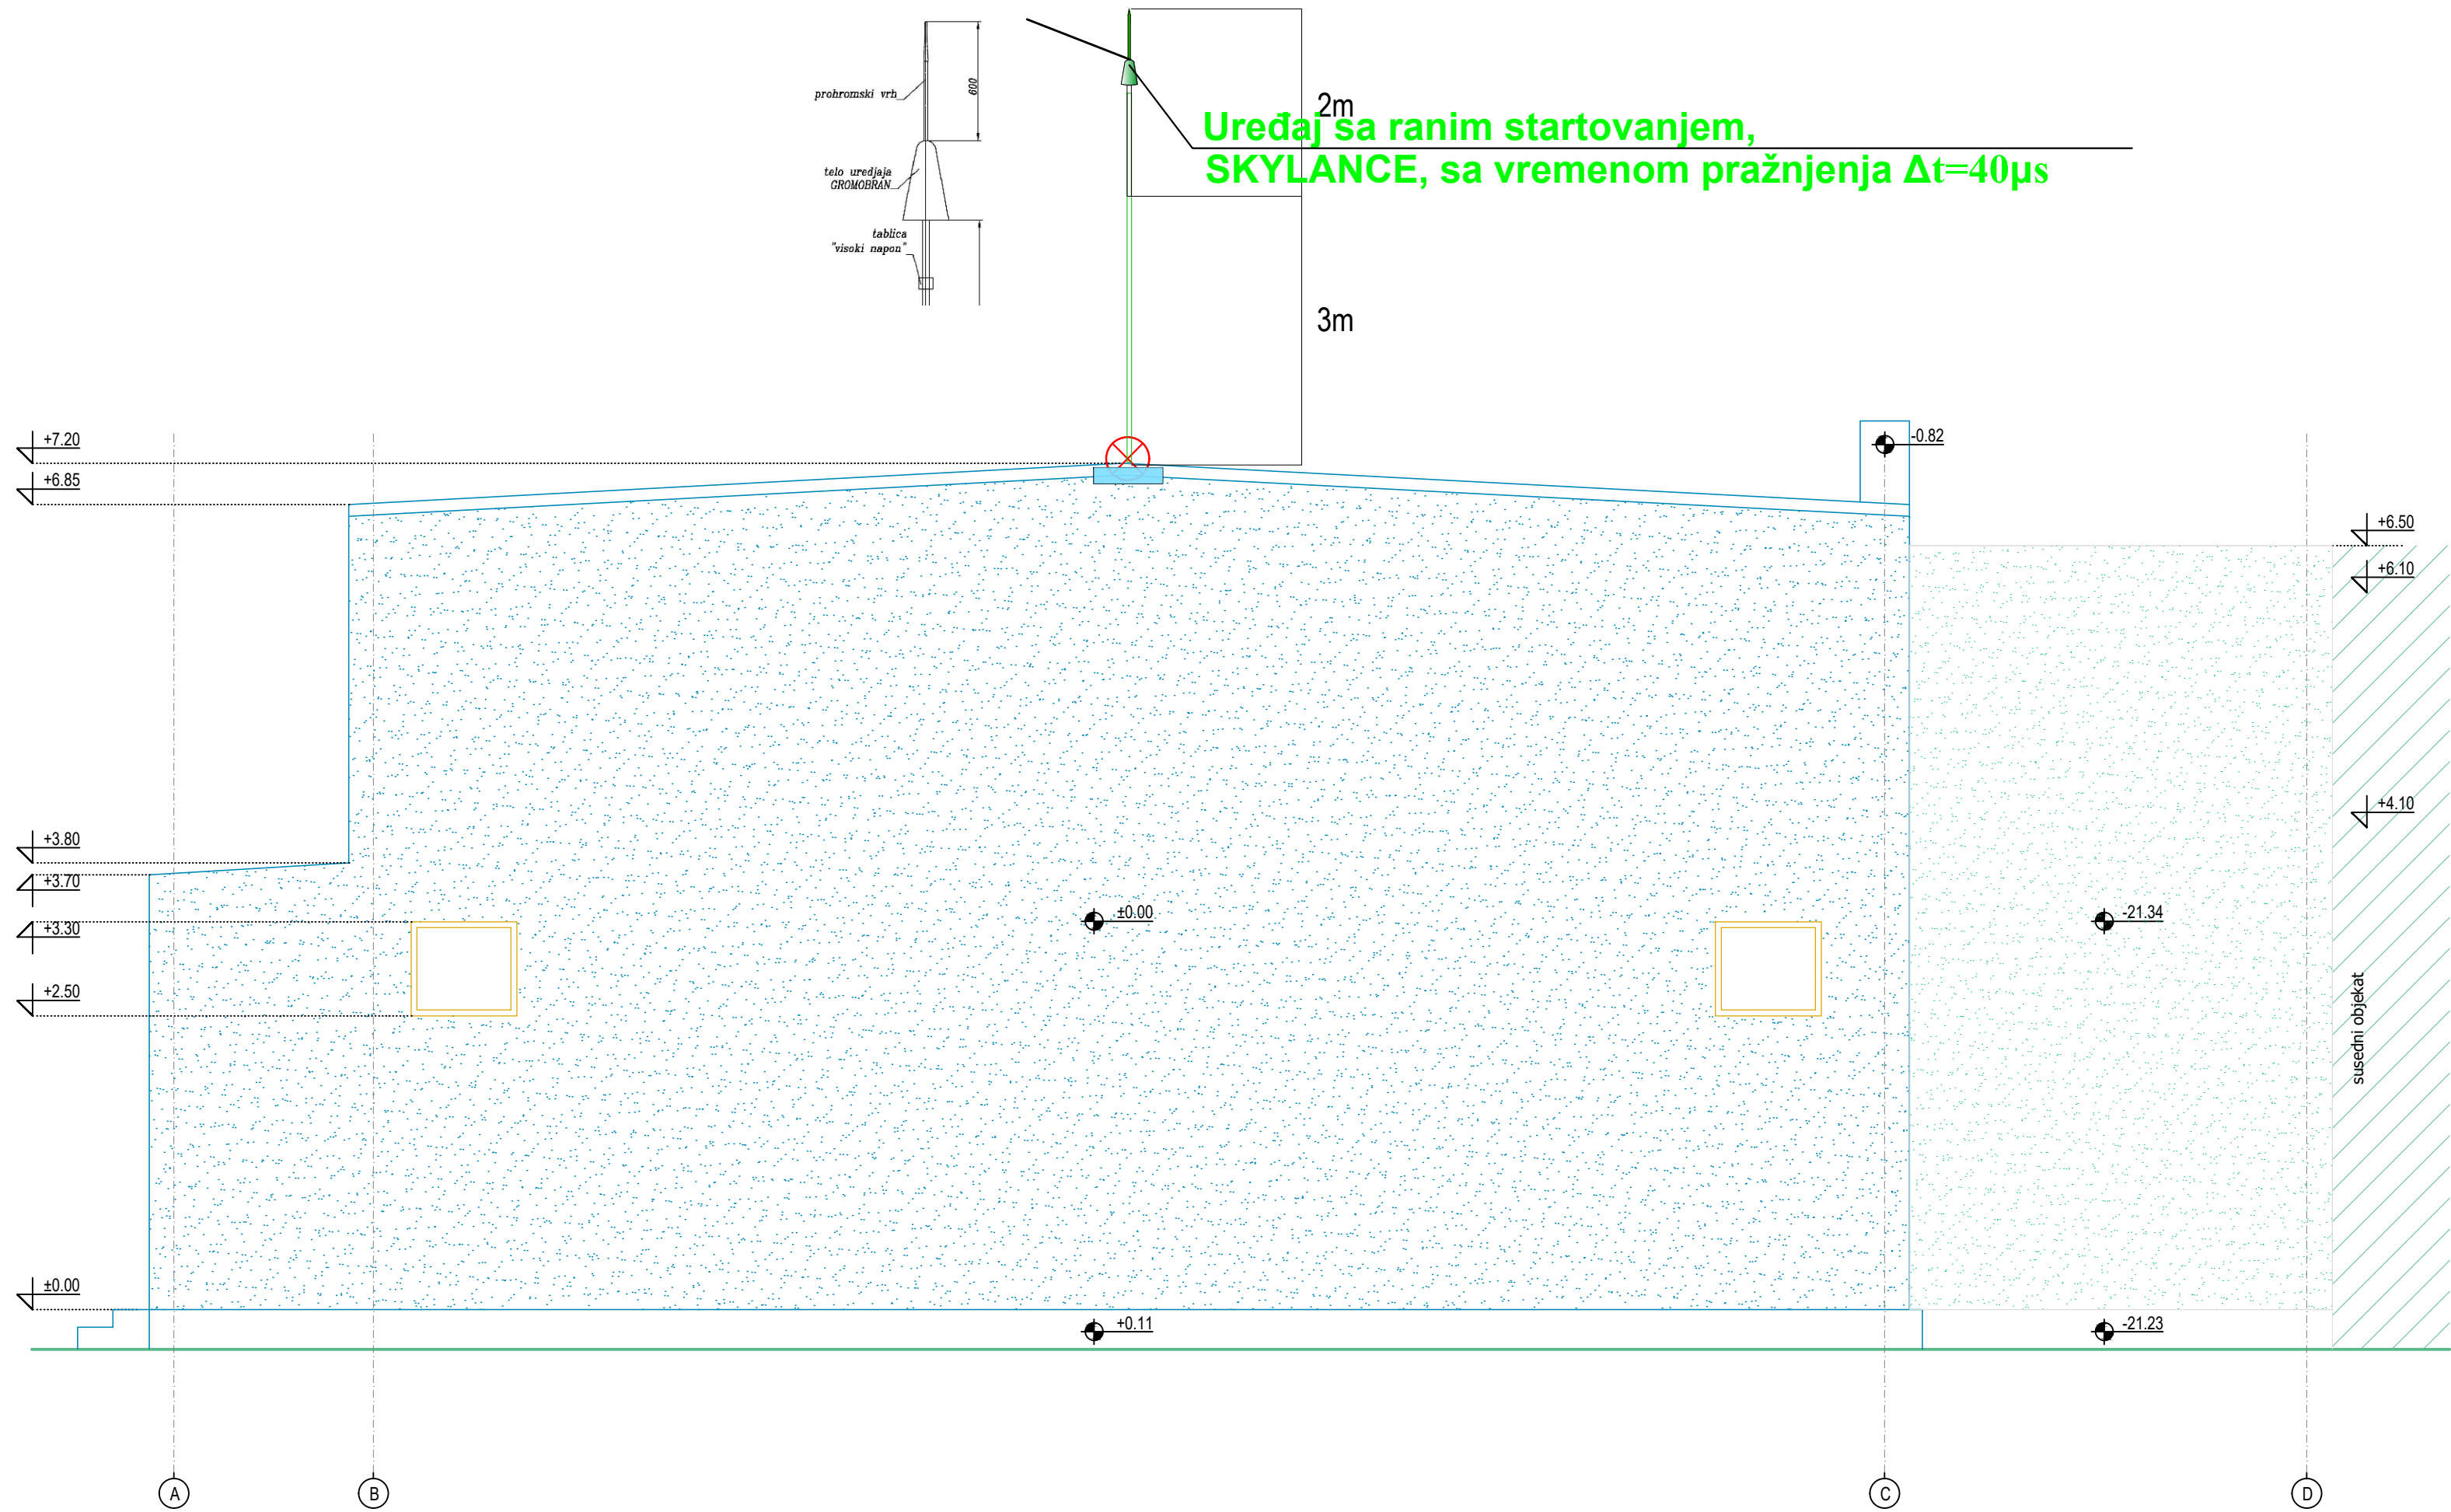 600
prohromski vrh
telo uredjaja
GROMOBRAN
tablica
"visoki napon"
2m
Uređaj sa ranim startovanjem,
SKYLANCE, sa vremenom pražnjenja Δt=40µs
3m
+7.20
-0.82
+6.85
+6.50
+6.10
+4.10
+3.80
+3.70
±0.00
-21.34
+3.30
+2.50
susedni objekat
±0.00
+0.11
-21.23
A
B
C
D